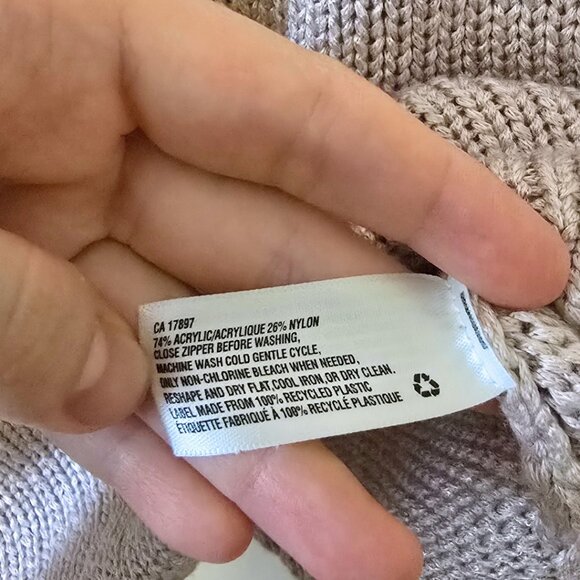 CA 17897
74% ACRYLIC/ACRYLIQUE 26% NYLON
CLOSE ZIPPER BEFORE WASHING,
MACHINE WASH COLD GENTLE CYCLE,
ONLY NON-CHLORINE BLEACH WHEN NEEDED,
RESHAPE AND DRY FLAT, COOL IRON, OR DRY CLEAN.
LABEL MADE FROM 100% RECYCLED PLASTIC
ÉTIQUETTE FABRIQUÉ À 100% RECYCLÉ PLASTIQUE